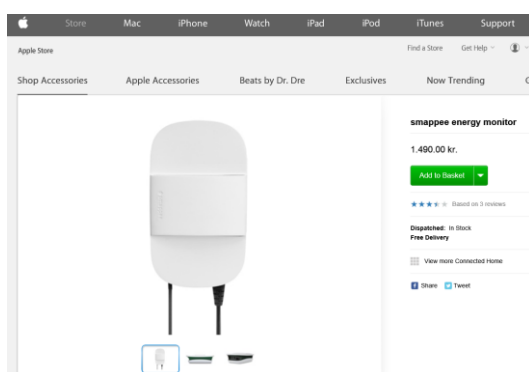 Store Mac iPhone Watch iPad iPod iTunes Support
Apple Store
Find a Store Get Help
Shop Accessories Apple Accessories Beats by Dr. Dre Exclusives Now Trending
smappee energy monitor
1.490.00 kr.
Add to Basket
Based on 3 reviews
Dispatched: In Stock
Free Delivery
View more Connected Home
Share Tweet